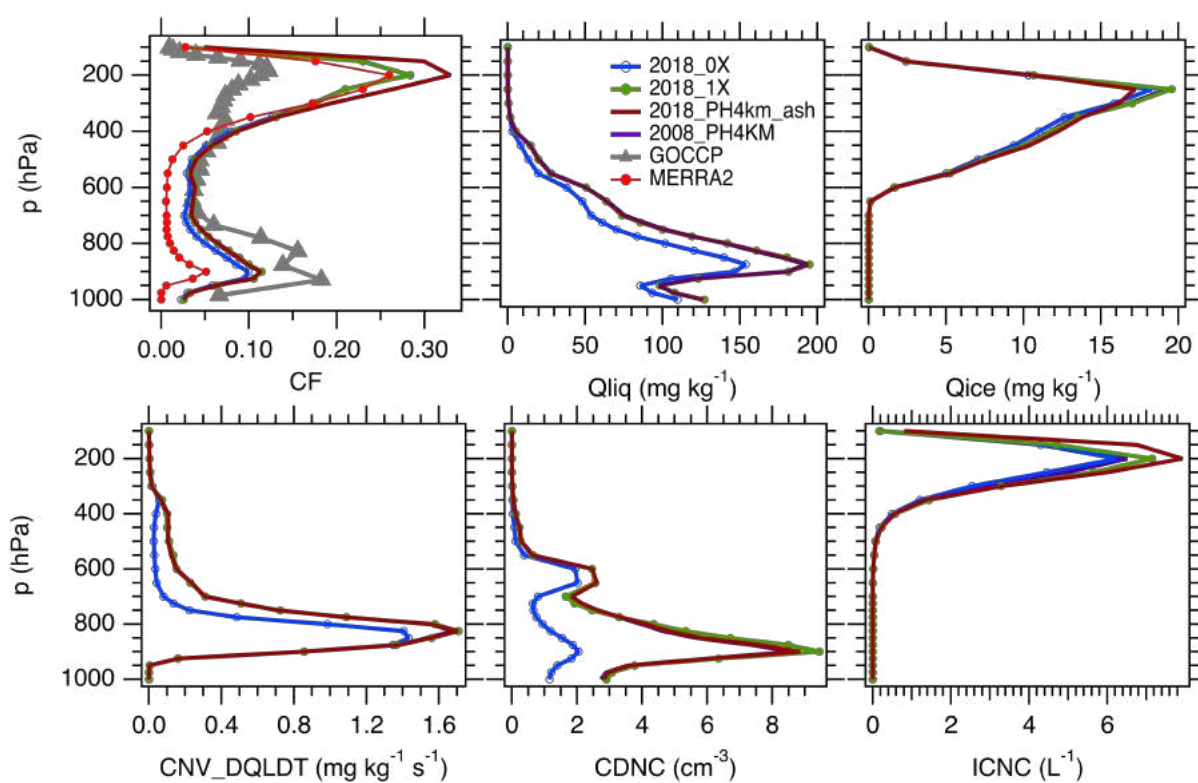 200
400
600
800
1000
p (hPa)
0.00 0.10 0.20 0.30
CF
2018_0X
2018_1X
2018_PH4km_ash
2008_PH4KM
GOCCP
MERRA2
0 50 100 150 200
Qliq (mg kg⁻¹)
0 5 10 15 20
Qice (mg kg⁻¹)
200
400
600
800
1000
p (hPa)
0.0 0.4 0.8 1.2 1.6
CNV_DQLDT (mg kg⁻¹ s⁻¹)
0 2 4 6 8
CDNC (cm⁻³)
0 2 4 6
ICNC (L⁻¹)